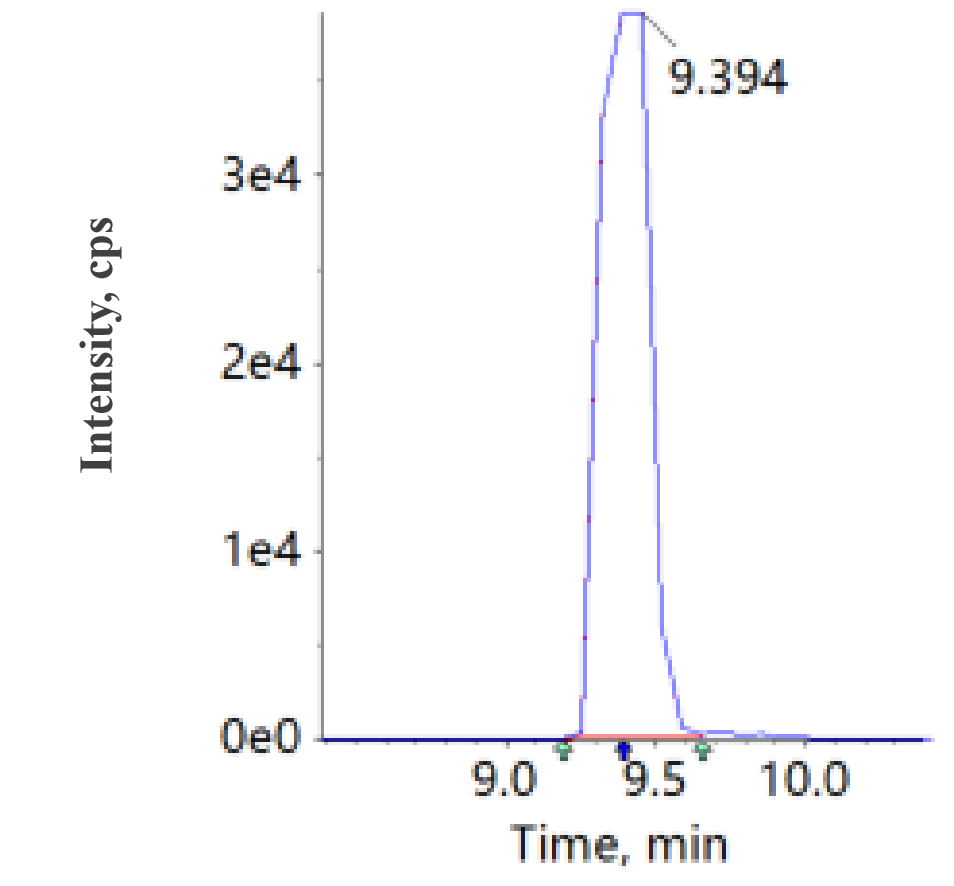 9.394
3e4
2e4
1e4
0e0
Intensity, cps
9.0 9.5 10.0
Time, min